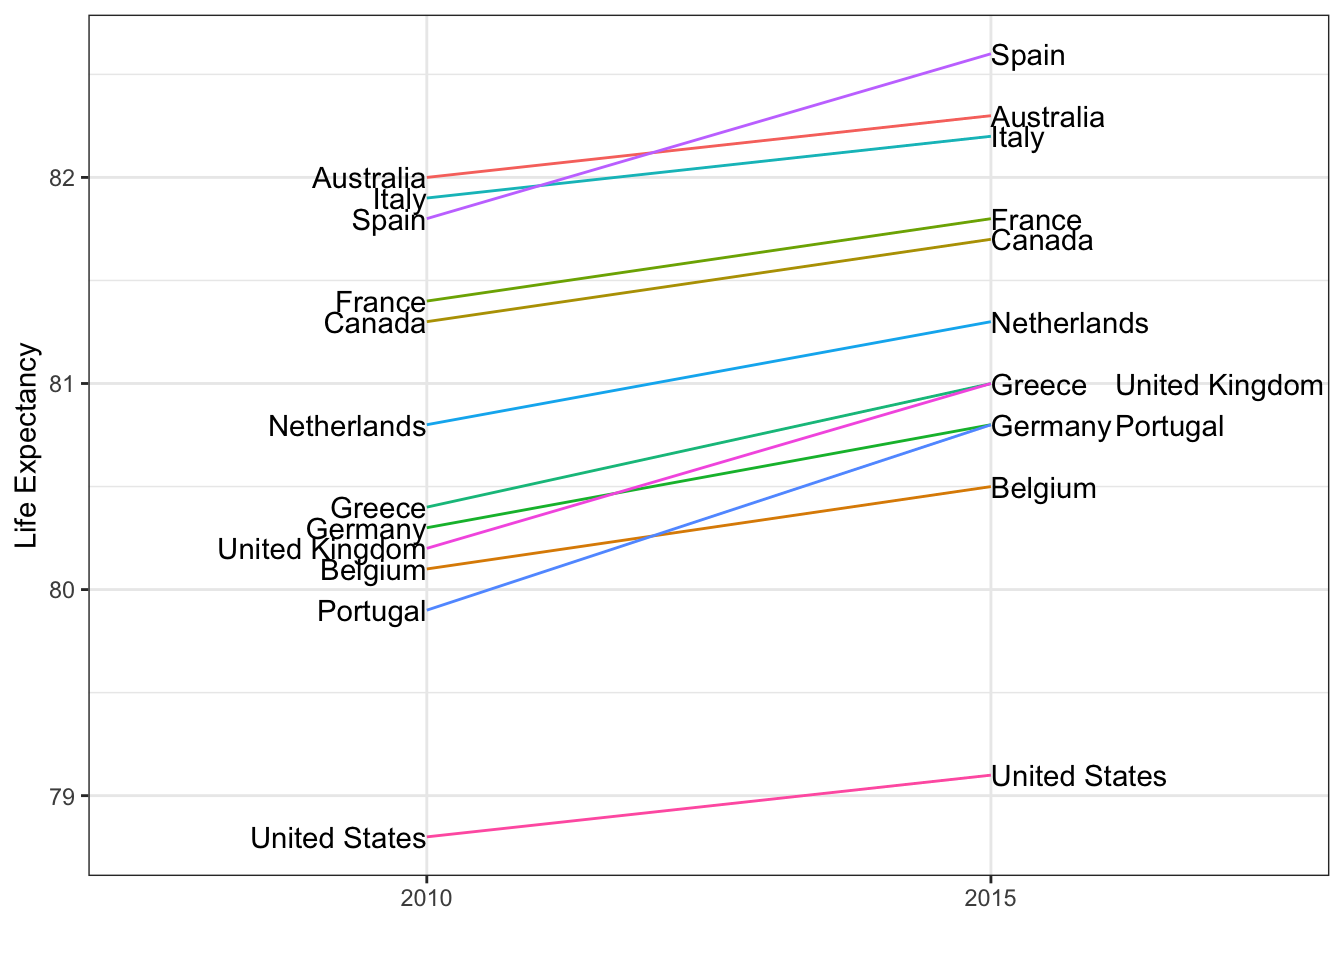 Spain
Australia
Italy
82
Australia
Italy
Spain
France
Canada
France
Canada
Netherlands
Life Expectancy
81
Greece United Kingdom
Netherlands
Germany Portugal
Belgium
Greece
Germany
United Kingdom
Belgium
80
Portugal
United States
79
United States
2010 2015